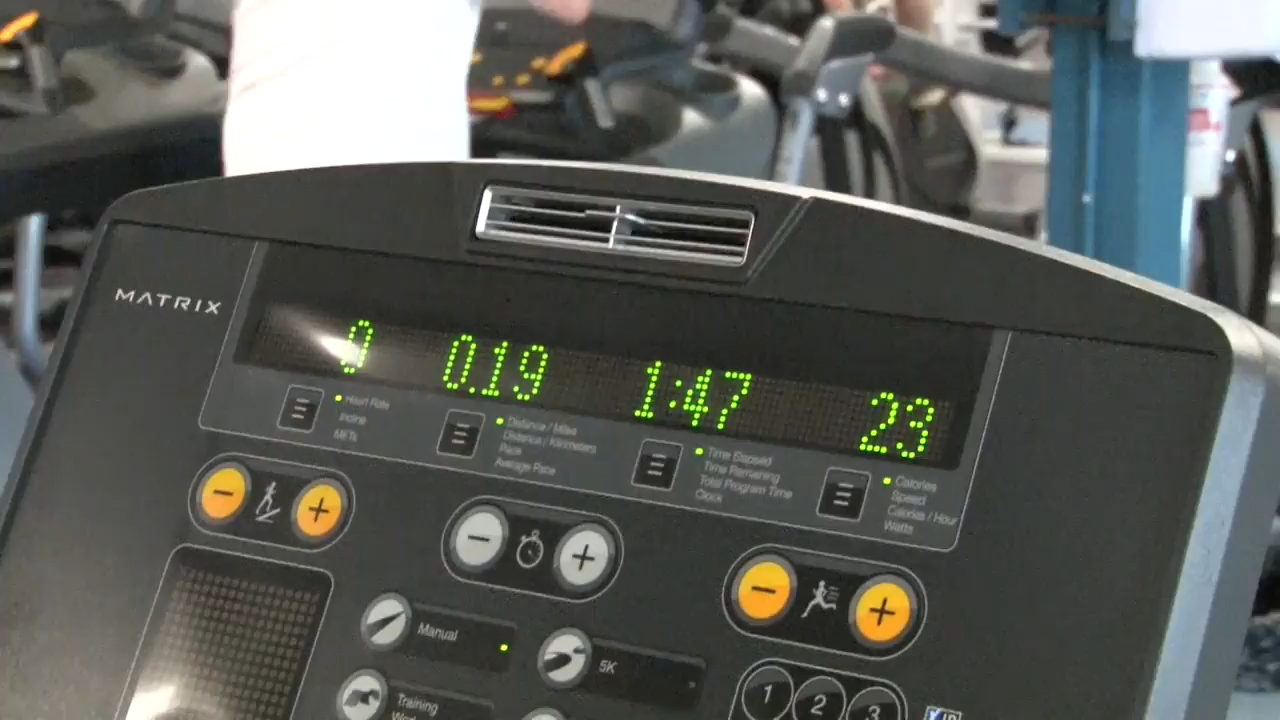 MATRIX
0 0.19 1:47 23
Heart Rate
Incline
METs
Distance / Miles
Distance / Kilometers
Pace
Average Pace
Time Elapsed
Time Remaining
Total Program Time
Clock
Calories
Speed
Calories / Hour
Watts
Manual
5K
Training
1 2 3